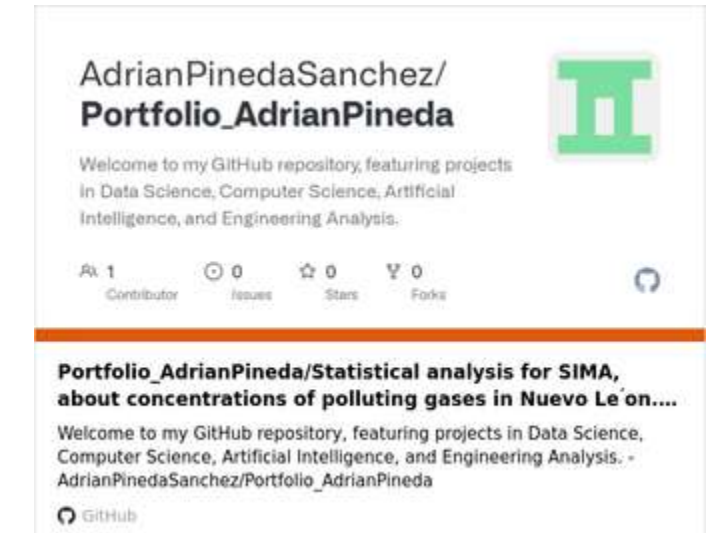 AdrianPinedaSanchez/
Portfolio_AdrianPineda
Welcome to my GitHub repository, featuring projects
in Data Science, Computer Science, Artificial
Intelligence, and Engineering Analysis.
1 0 0 0
Contributor Issues Stars Forks
Portfolio_AdrianPineda/Statistical analysis for SIMA,
about concentrations of polluting gases in Nuevo Le ́on....
Welcome to my GitHub repository, featuring projects in Data Science,
Computer Science, Artificial Intelligence, and Engineering Analysis. -
AdrianPinedaSanchez/Portfolio_AdrianPineda
GitHub